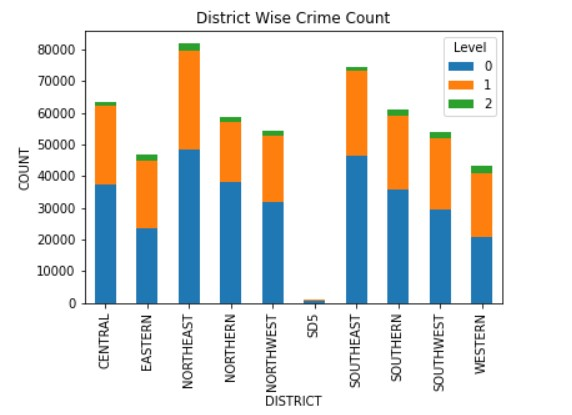 District Wise Crime Count
Level
0
1
2
COUNT
80000
70000
60000
50000
40000
30000
20000
10000
0
CENTRAL
EASTERN
NORTHEAST
NORTHERN
NORTHWEST
SD5
SOUTHEAST
SOUTHERN
SOUTHWEST
WESTERN
DISTRICT